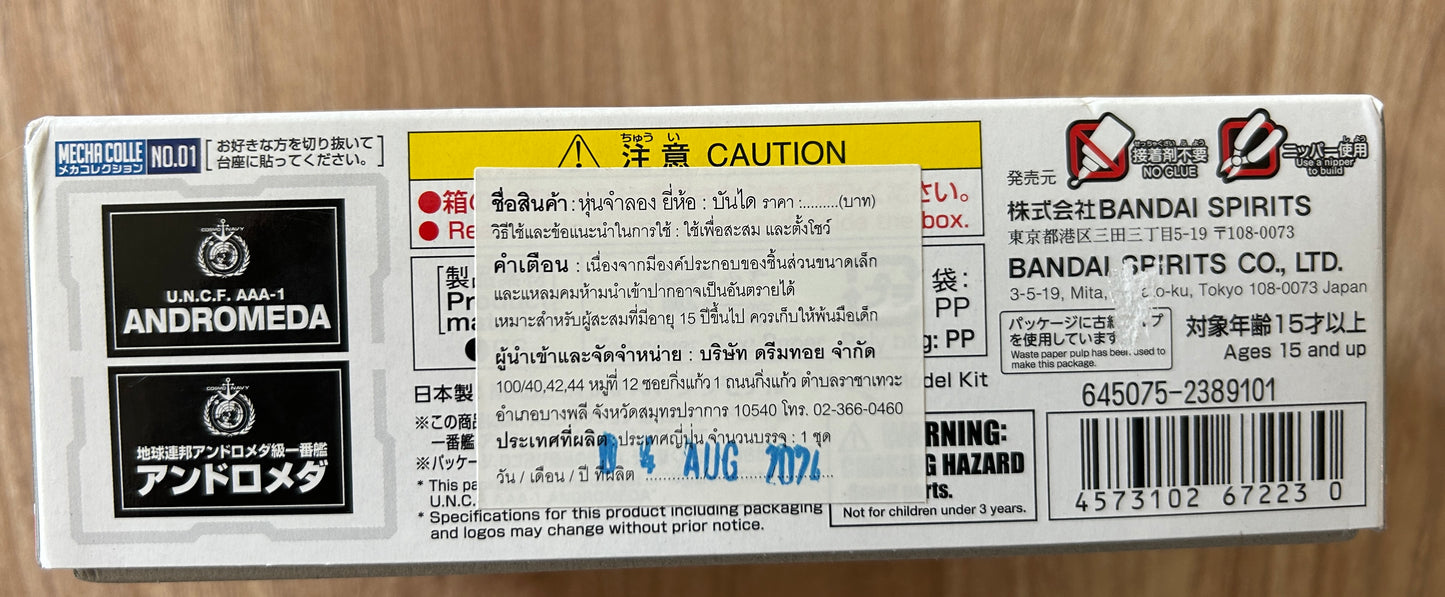 MECHA COLLE
メカコレクション
NO.01
お好きな方を切り抜いて
台座に貼ってください。
COSMO NAVY
U.N.C.F. AAA-1
ANDROMEDA
COSMO NAVY
地球連邦アンドロメダ級一番艦
アンドロメダ
ちゅう い
注意 CAUTION
●箱 さい。
● Re box.
[製 袋:
Pr PP
ma g: PP
日本製 del Kit
※この商品
一番艦
※パッケー
* This pa
U.N.C.
* Specifications for this product including packaging
and logos may change without prior notice.
ชื่อสินค้า : หุ่นจำลอง ยี่ห้อ : บันได ราคา :.........(บาท)
วิธีใช้และข้อแนะนำในการใช้ : ใช้เพื่อสะสม และตั้งโชว์
คำเตือน : เนื่องจากมีองค์ประกอบของชิ้นส่วนขนาดเล็ก
และแหลมคมห้ามนำเข้าปากอาจเป็นอันตรายได้
เหมาะสำหรับผู้สะสมที่มีอายุ 15 ปีขึ้นไป ควรเก็บให้พ้นมือเด็ก
ผู้นำเข้าและจัดจำหน่าย : บริษัท ดรีมทอย จำกัด
100/40,42,44 หมู่ที่ 12 ซอยกิ่งแก้ว 1 ถนนกิ่งแก้ว ตำบลราชาเทวะ
อำเภอบางพลี จังหวัดสมุทรปราการ 10540 โทร. 02-366-0460
ประเทศที่ผลิต : ประเทศญี่ปุ่น จำนวนบรรจุ : 1 ชุด
วัน / เดือน / ปี ที่ผลิต
AUG
RNING:
G HAZARD
rts.
Not for children under 3 years.
せっちゃくざい ふ よう
接着剤不要
NO GLUE
し よう
ニッパー使用
Use a nipper
to build
発売元
株式会社BANDAI SPIRITS
東京都港区三田三丁目5-19 〒108-0073
BANDAI SPIRITS CO., LTD.
3-5-19, Mita, ato-ku, Tokyo 108-0073 Japan
パッケージに古紙 プ
を使用しています
Waste paper pulp has been used to
make this package.
対象年齢15才以上
Ages 15 and up
645075-2389101
4573102 67223 0